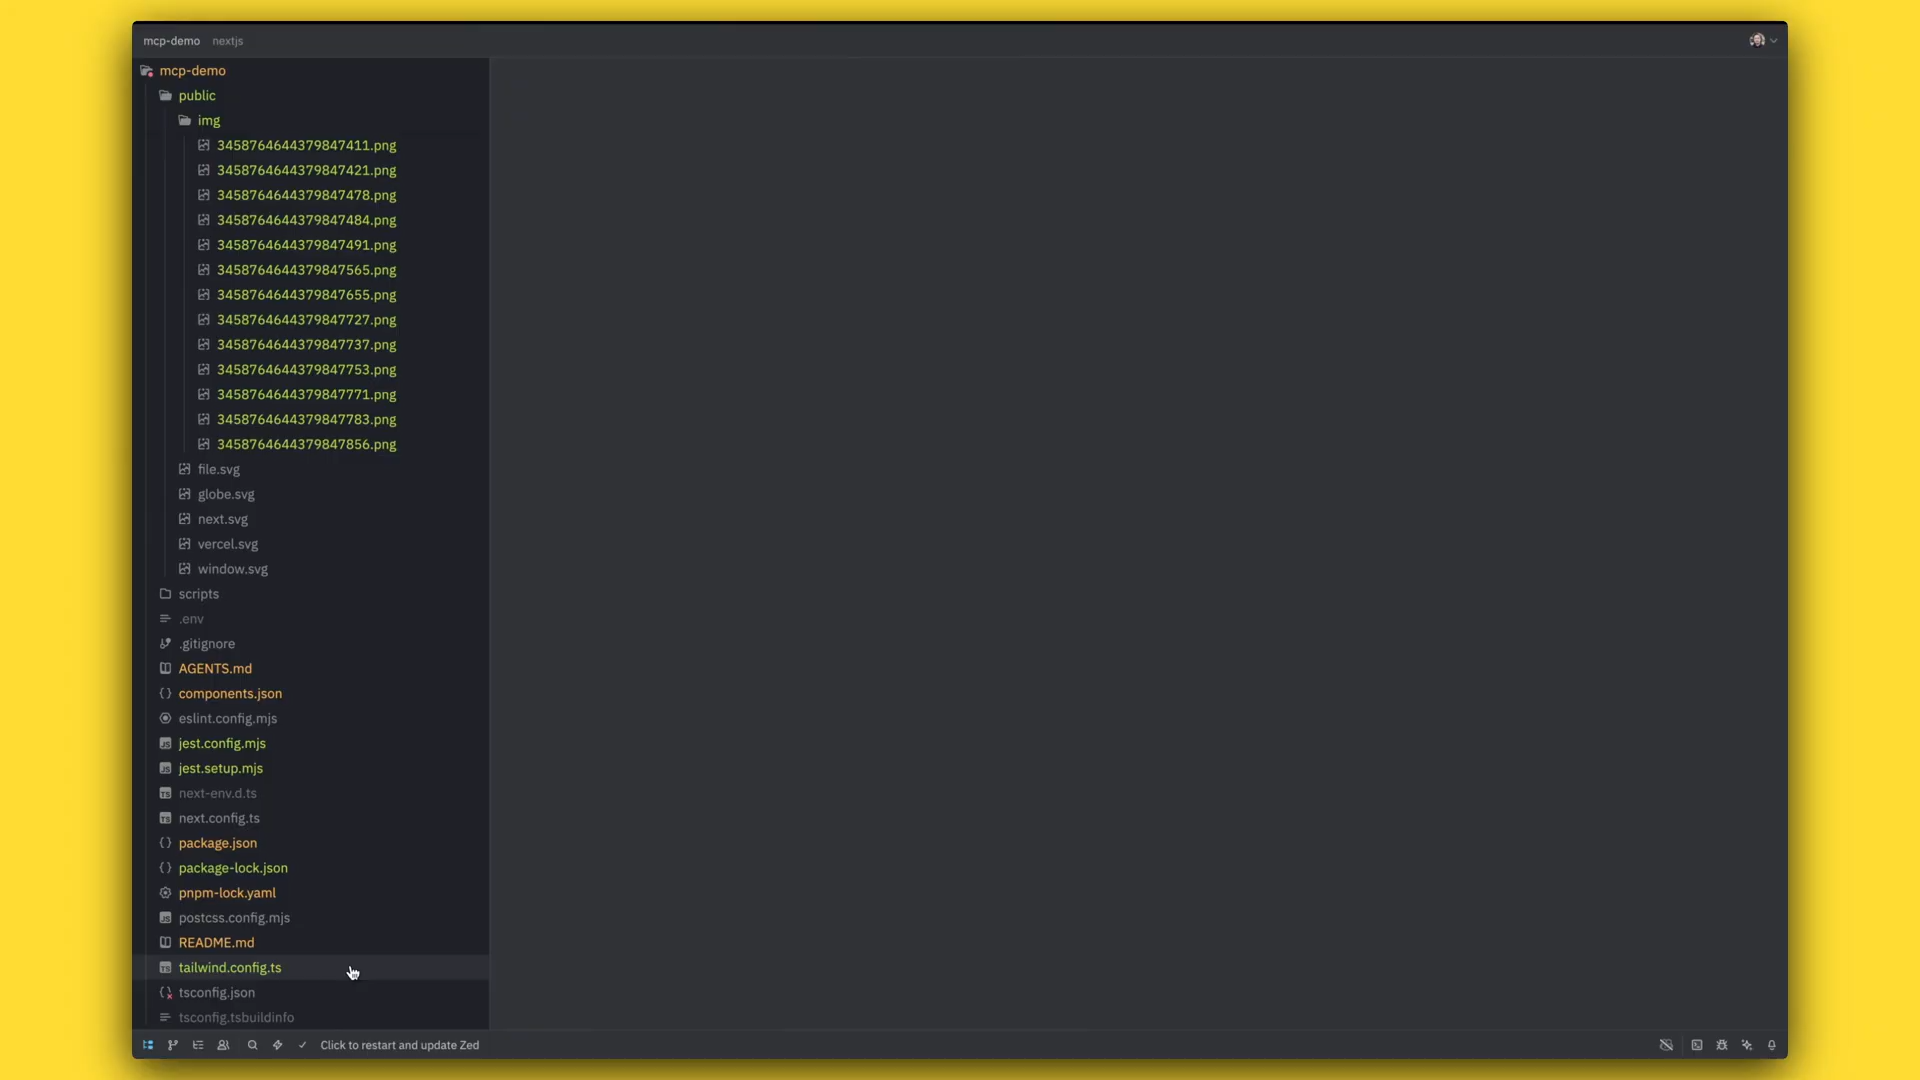 mcp-demo nextjs
mcp-demo
public
img
3458764644379847411.png
3458764644379847421.png
3458764644379847478.png
3458764644379847484.png
3458764644379847491.png
3458764644379847565.png
3458764644379847655.png
3458764644379847727.png
3458764644379847737.png
3458764644379847753.png
3458764644379847771.png
3458764644379847783.png
3458764644379847856.png
file.svg
globe.svg
next.svg
vercel.svg
window.svg
scripts
.env
.gitignore
AGENTS.md
components.json
eslint.config.mjs
jest.config.mjs
jest.setup.mjs
next-env.d.ts
next.config.ts
package.json
package-lock.json
pnpm-lock.yaml
postcss.config.mjs
README.md
tailwind.config.ts
tsconfig.json
tsconfig.tsbuildinfo
Click to restart and update Zed